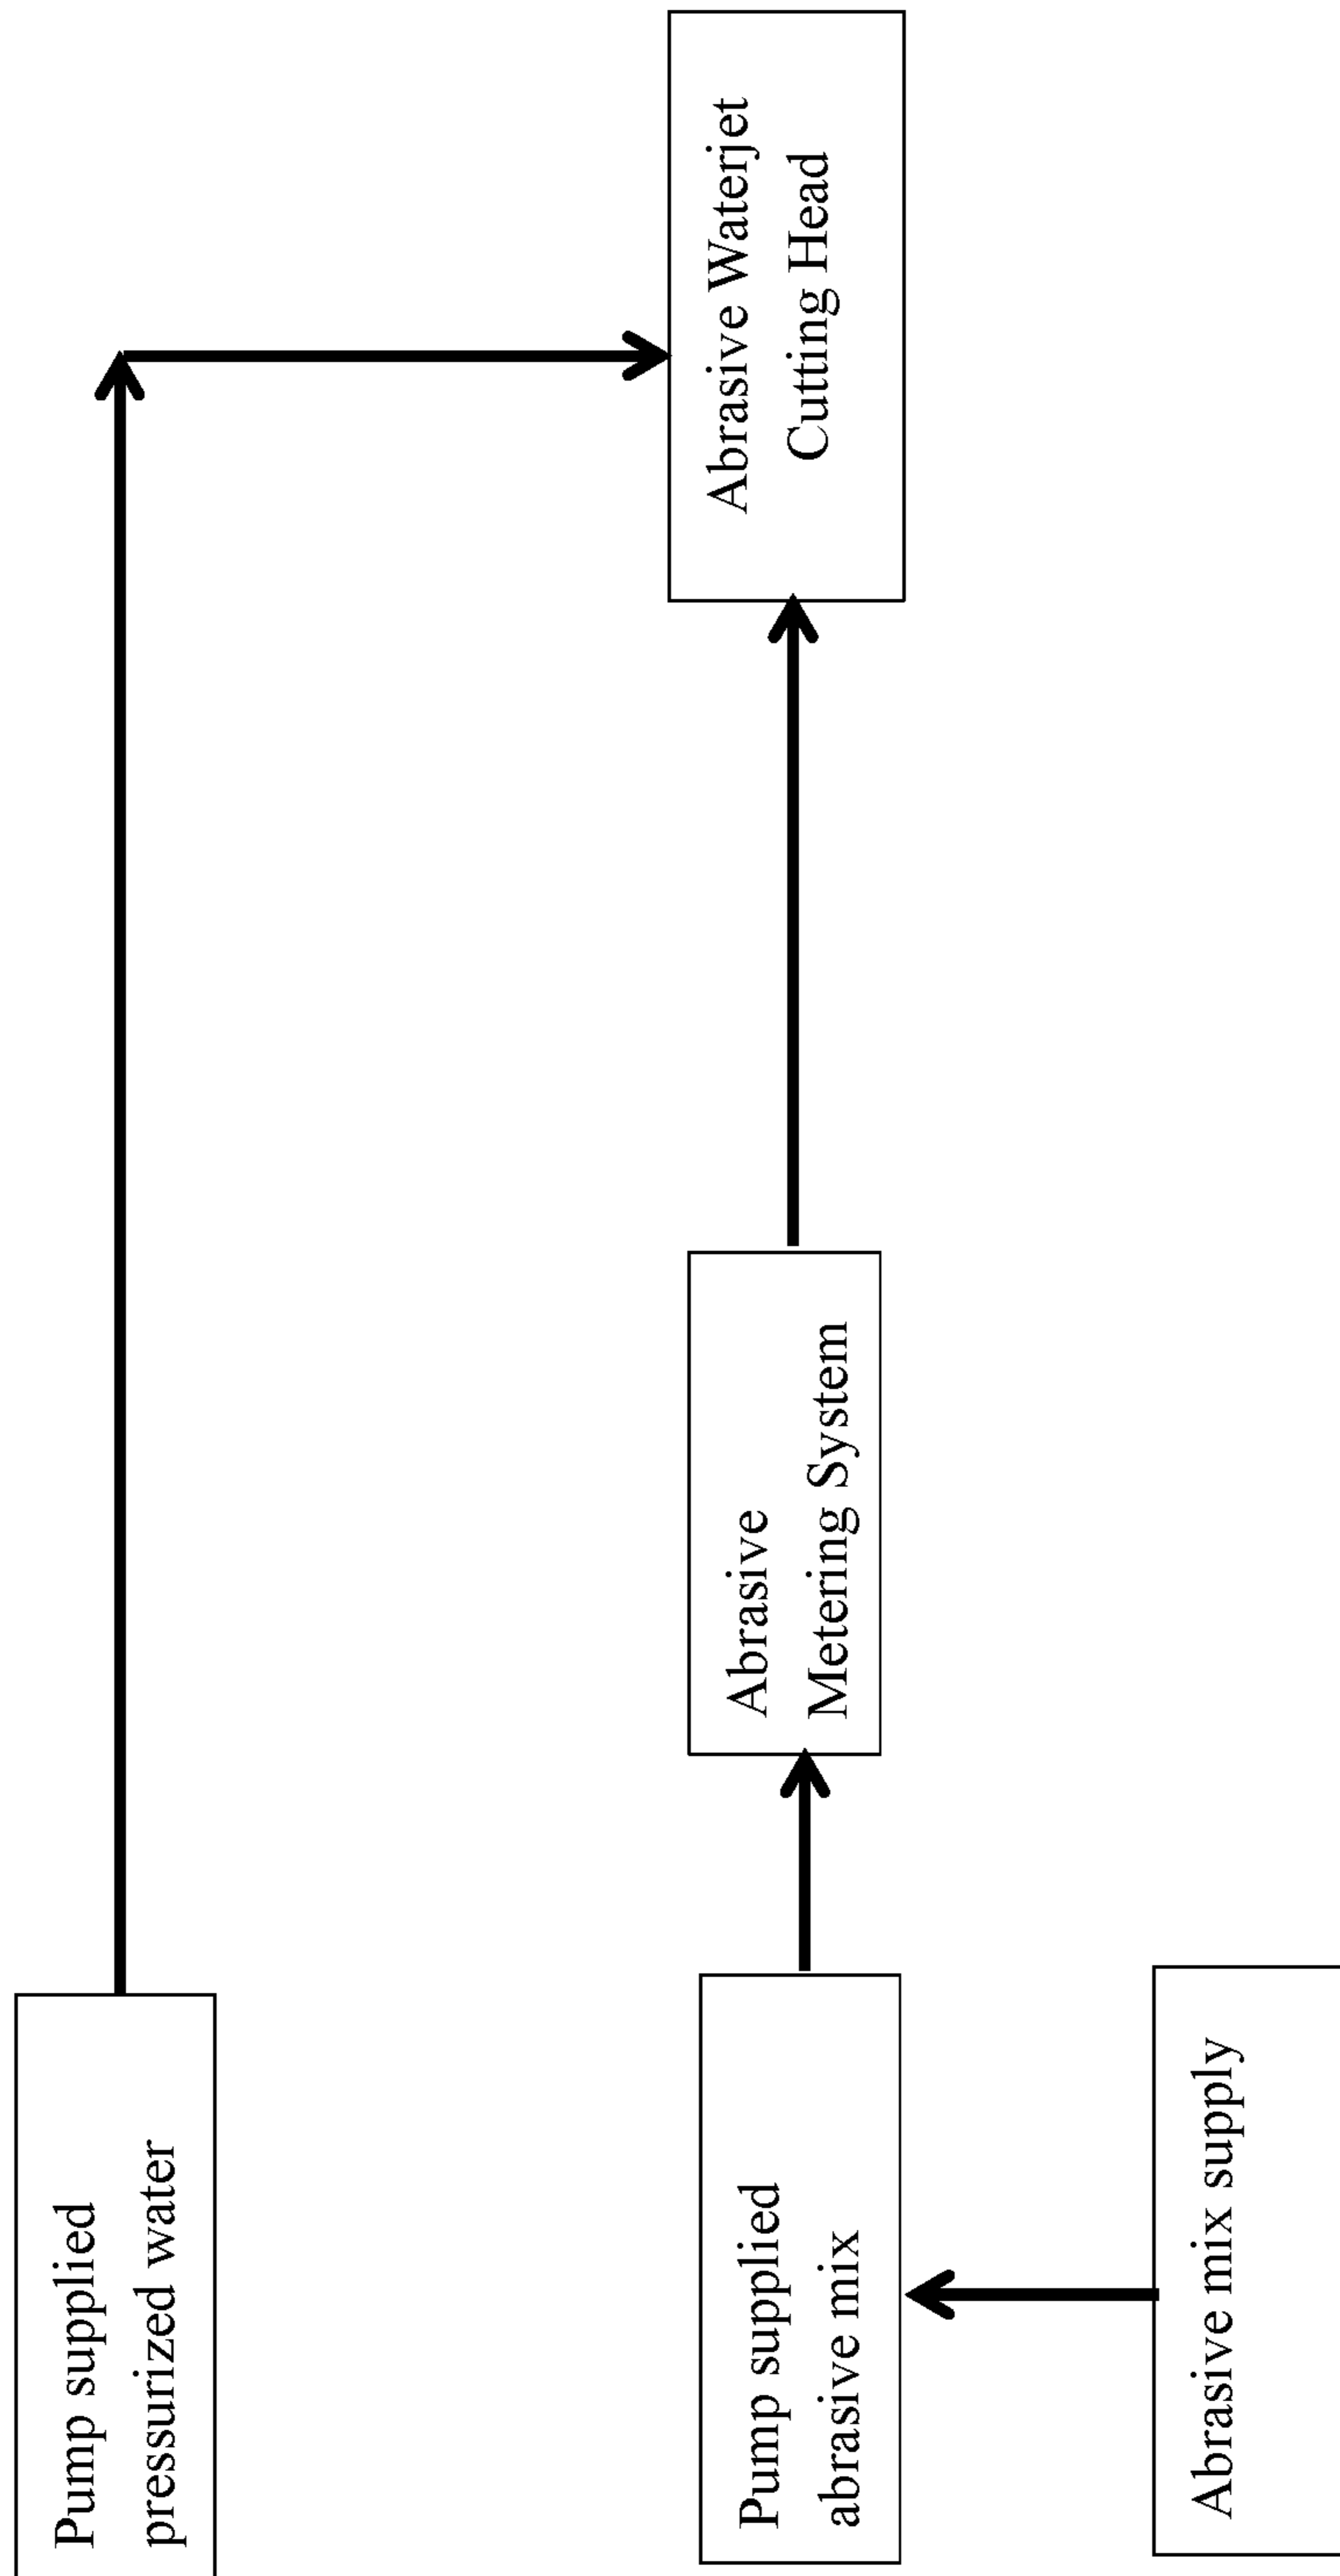 Pump supplied
pressurized water
Pump supplied
abrasive mix
Abrasive mix supply
Abrasive
Metering System
Abrasive Waterjet
Cutting Head